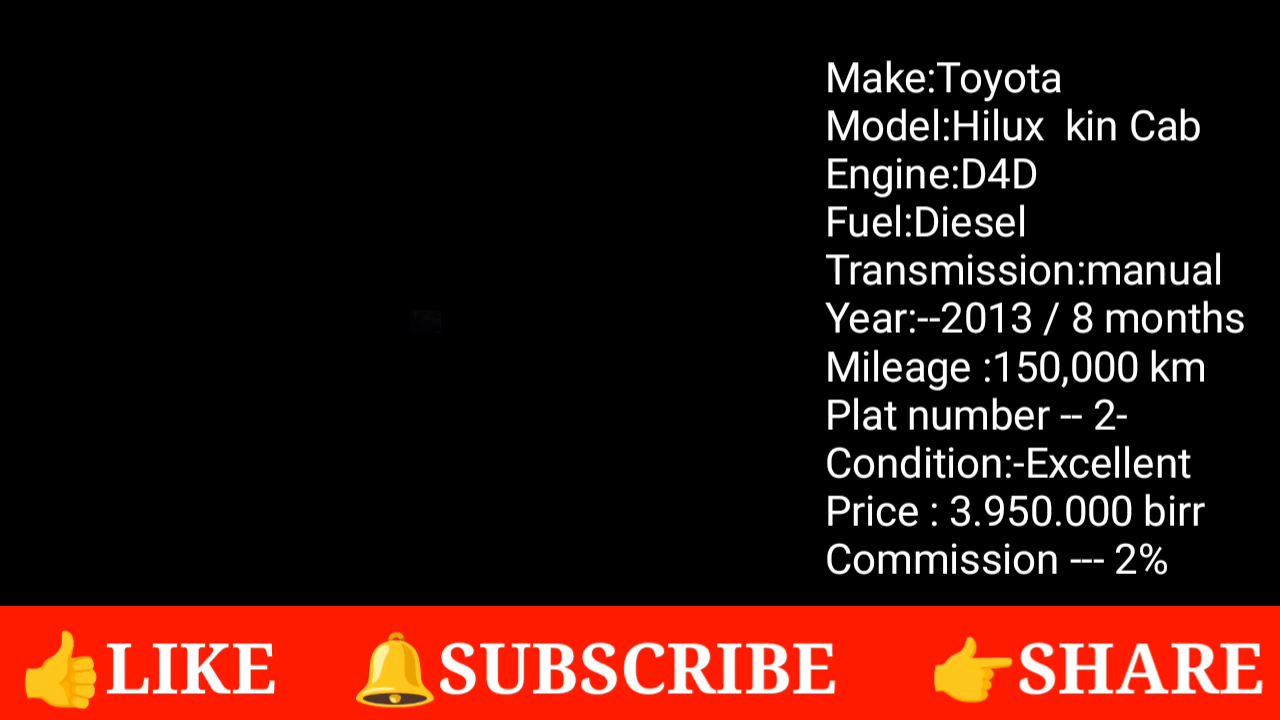 Make:Toyota
Model:Hilux  kin Cab
Engine:D4D
Fuel:Diesel
Transmission:manual
Year:--2013 / 8 months
Mileage :150,000 km
Plat number -- 2-
Condition:-Excellent
Price : 3.950.000 birr
Commission --- 2%
👍LIKE 🔔SUBSCRIBE 👉SHARE